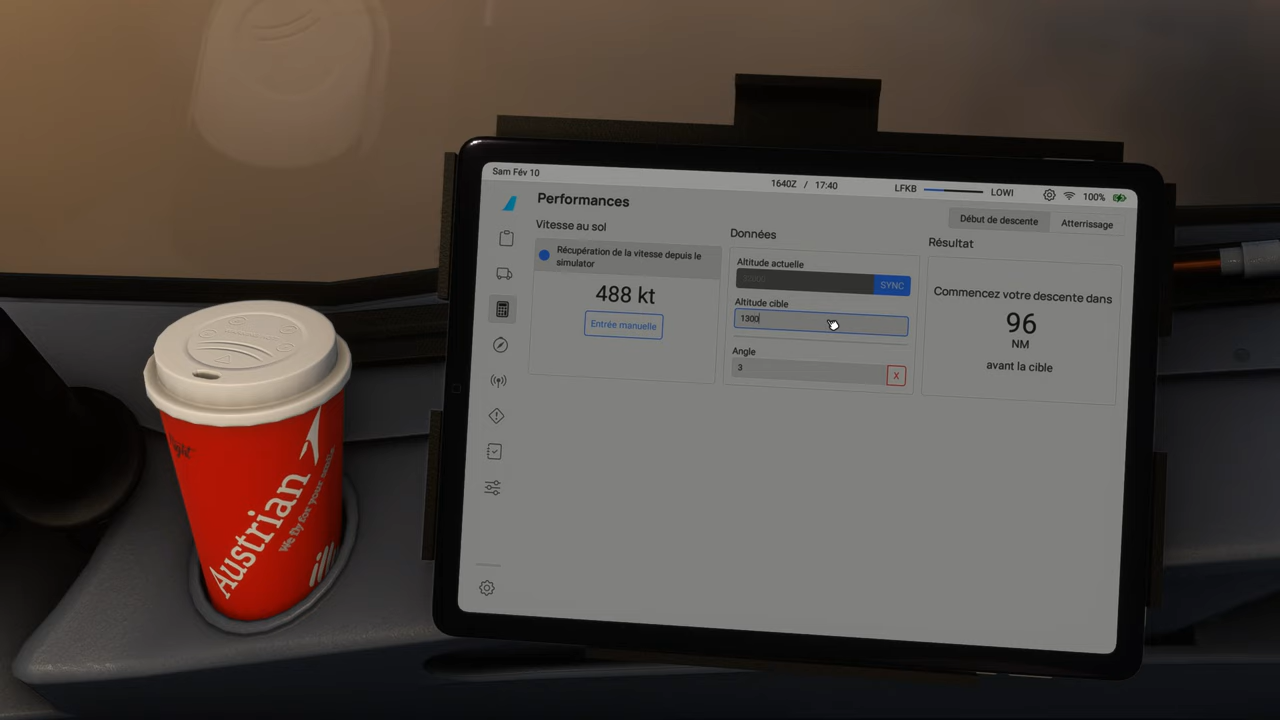 Sam Fév 10
1640Z / 17:40
LFKB
LOWI
100%
Performances
Début de descente
Atterrissage
Vitesse au sol
Récupération de la vitesse depuis le
simulator
488 kt
Entrée manuelle
Données
Altitude actuelle
SYNC
Altitude cible
1300
Angle
3
X
Résultat
Commencez votre descente dans
96
NM
avant la cible
Austrian
We fly for your smile